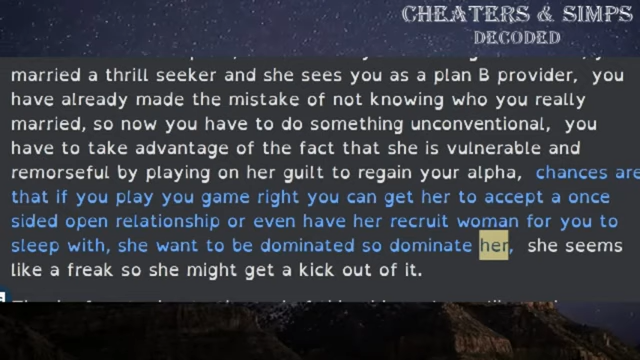 CHEATERS & SIMPS
DECODED
married a thrill seeker and she sees you as a plan B provider, you
have already made the mistake of not knowing who you really
married, so now you have to do something unconventional, you
have to take advantage of the fact that she is vulnerable and
remorseful by playing on her guilt to regain your alpha, chances are
that if you play you game right you can get her to accept a once
sided open relationship or even have her recruit woman for you to
sleep with, she want to be dominated so dominate her, she seems
like a freak so she might get a kick out of it.